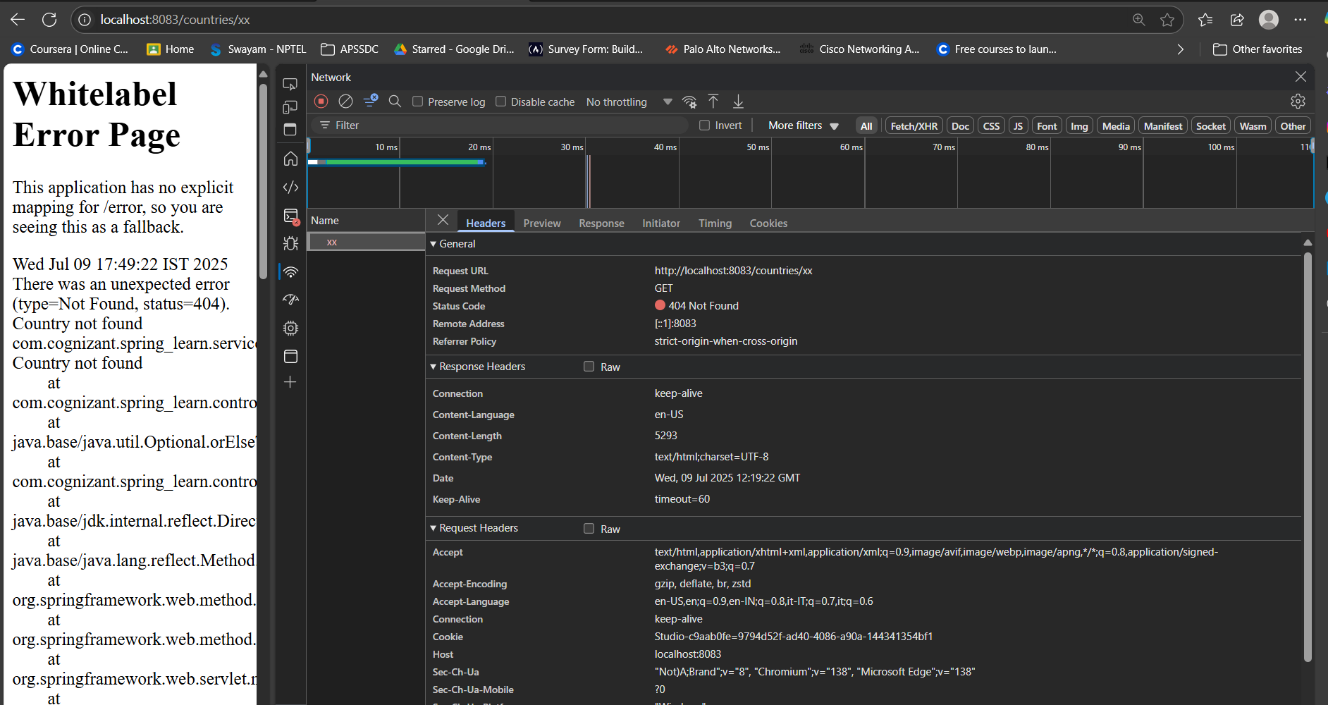 localhost:8083/countries/xx
Coursera | Online C... Home Swayam - NPTEL APSSDC Starred - Google Dri... Survey Form: Build... Palo Alto Networks... Cisco Networking A... Free courses to laun... Other favorites
Whitelabel
Error Page
This application has no explicit
mapping for /error, so you are
seeing this as a fallback.
Wed Jul 09 17:49:22 IST 2025
There was an unexpected error
(type=Not Found, status=404).
Country not found
com.cognizant.spring_learn.servic
Country not found
at
com.cognizant.spring_learn.contro
at
java.base/java.util.Optional.orElse
at
com.cognizant.spring_learn.contro
at
java.base/jdk.internal.reflect.Direc
at
java.base/java.lang.reflect.Method
at
org.springframework.web.method.
at
org.springframework.web.method.
at
org.springframework.web.servlet.m
at
Network
Preserve log Disable cache No throttling
Filter Invert More filters All Fetch/XHR Doc CSS JS Font Img Media Manifest Socket Wasm Other
10 ms 20 ms 30 ms 40 ms 50 ms 60 ms 70 ms 80 ms 90 ms 100 ms
Name
xx
Headers Preview Response Initiator Timing Cookies
General
Request URL http://localhost:8083/countries/xx
Request Method GET
Status Code 404 Not Found
Remote Address [::1]:8083
Referrer Policy strict-origin-when-cross-origin
Response Headers Raw
Connection keep-alive
Content-Language en-US
Content-Length 5293
Content-Type text/html;charset=UTF-8
Date Wed, 09 Jul 2025 12:19:22 GMT
Keep-Alive timeout=60
Request Headers Raw
Accept text/html,application/xhtml+xml,application/xml;q=0.9,image/avif,image/webp,image/apng,*/*;q=0.8,application/signed-
exchange;v=b3;q=0.7
Accept-Encoding gzip, deflate, br, zstd
Accept-Language en-US,en;q=0.9,en-IN;q=0.8,it-IT;q=0.7,it;q=0.6
Connection keep-alive
Cookie Studio-c9aab0fe=9794d52f-ad40-4086-a90a-144341354bf1
Host localhost:8083
Sec-Ch-Ua "Not)A;Brand";v="8", "Chromium";v="138", "Microsoft Edge";v="138"
Sec-Ch-Ua-Mobile ?0